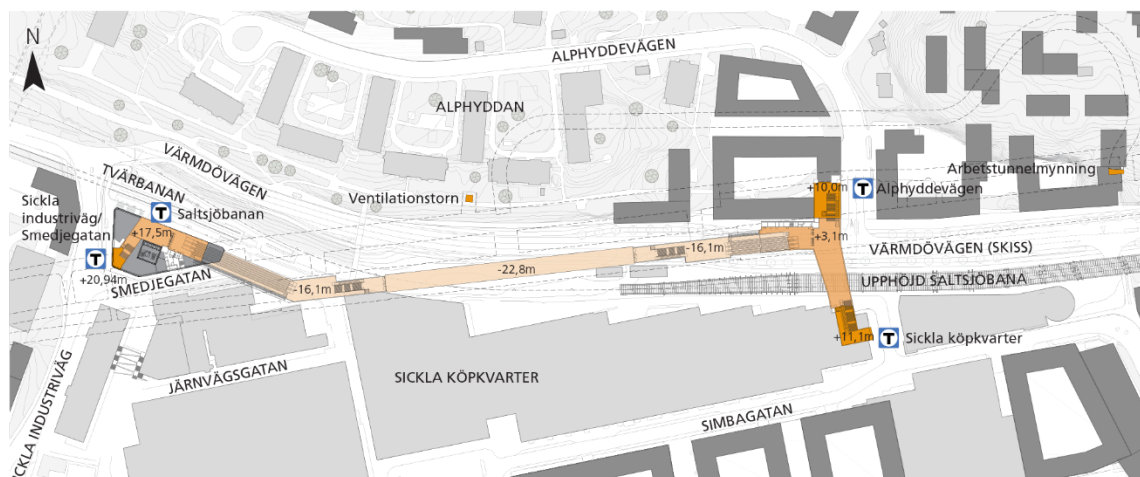 N
ALPHYDDEVÄGEN
ALPHYDDAN
VÄRMDÖVÄGEN
TVÄRBANAN
Arbetstunnelmynning
Sickla
industriväg/
Smedjegatan
T
Saltsjöbanan
Ventilationstorn
+10,0m
T
Alphyddevägen
+17,5m
+3,1m
-16,1m
VÄRMDÖVÄGEN (SKISS)
T
+20,94m
SMEDJEGATAN
-22,8m
-16,1m
UPPHÖJD SALTSJÖBANA
+11,1m
T
Sickla köpkvarter
JÄRNVÄGSGATAN
SICKLA KÖPKVARTER
SIMBAGATAN
SICKLA INDUSTRIVÄG